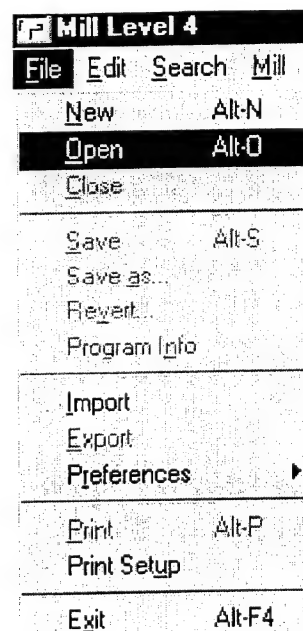 Mill Level 4
File Edit Search Mill
New Alt-N
Open Alt-O
Close
Save Alt-S
Save as...
Revert...
Program Info
Import
Export
Preferences
Print Alt-P
Print Setup
Exit Alt-F4